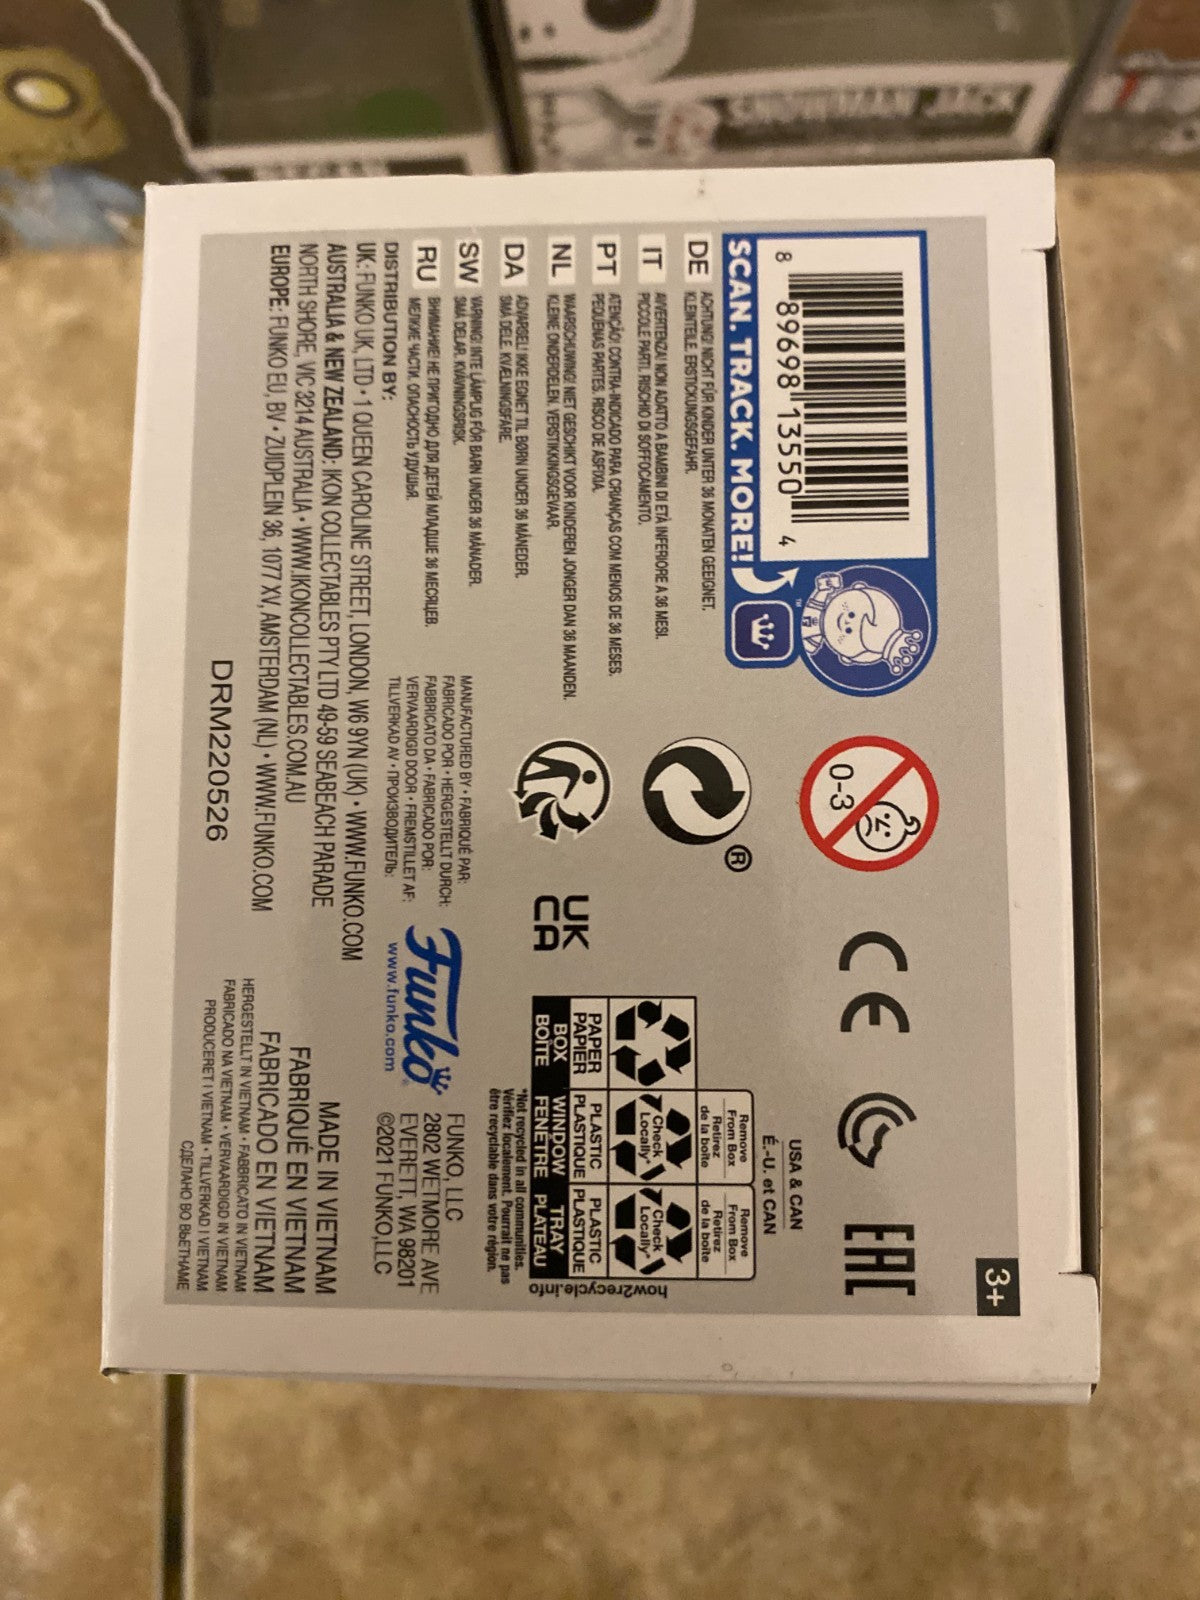 SNOWMAN JACK
8 89698 13550 4
SCAN. TRACK. MORE!
TM
DE ACHTUNG! NICHT FÜR KINDER UNTER 36 MONATEN GEEIGNET.
KLEINTEILE. ERSTICKUNGSGEFAHR.
IT AVVERTENZA! NON ADATTO A BAMBINI DI ETÀ INFERIORE A 36 MESI.
PICCOLE PARTI. RISCHIO DI SOFFOCAMENTO.
PT ATENÇÃO! CONTRA-INDICADO PARA CRIANÇAS COM MENOS DE 36 MESES.
PEQUENAS PARTES. RISCO DE ASFIXIA.
NL WAARSCHUWING! NIET GESCHIKT VOOR KINDEREN JONGER DAN 36 MAANDEN.
KLEINE ONDERDELEN. VERSTIKKINGSGEVAAR.
DA ADVARSEL! IKKE EGNET TIL BØRN UNDER 36 MÅNEDER.
SMÅ DELE. KVÆLNINGSFARE.
SW VARNING! INTE LÄMPLIG FÖR BARN UNDER 36 MÅNADER.
SMÅ DELAR. KVÄVNINGSRISK.
RU ВНИМАНИЕ! НЕ ПРИГОДНО ДЛЯ ДЕТЕЙ МЛАДШЕ 36 МЕСЯЦЕВ.
МЕЛКИЕ ЧАСТИ. ОПАСНОСТЬ УДУШЬЯ.
DISTRIBUTION BY:
UK: FUNKO UK, LTD • 1 QUEEN CAROLINE STREET, LONDON, W6 9YN (UK) • WWW.FUNKO.COM
AUSTRALIA & NEW ZEALAND: IKON COLLECTABLES PTY LTD 49-59 SEABEACH PARADE
NORTH SHORE, VIC 3214 AUSTRALIA • WWW.IKONCOLLECTABLES.COM.AU
EUROPE: FUNKO EU, BV • ZUIDPLEIN 36, 1077 XV, AMSTERDAM (NL) • WWW.FUNKO.COM
DRM220526
0-3
®
UK
CA
CE
EAC
3+
USA & CAN
É.-U. et CAN
Remove
From Box
Retirez
de la boîte
Remove
From Box
Retirez
de la boîte
Check
Locally*
Check
Locally*
PAPER
PAPIER
PLASTIC
PLASTIQUE
PLASTIC
PLASTIQUE
BOX
BOÎTE
WINDOW
FENÊTRE
TRAY
PLATEAU
how2recycle.info
*Not recycled in all communities.
Vérifiez localement. Pourrait ne pas
être recyclable dans votre région.
MANUFACTURED BY • FABRIQUÉ PAR:
FABRICADO POR • HERGESTELLT DURCH:
FABBRICATO DA • FABRICADO POR:
VERVAARDIGD DOOR • FREMSTILLET AF:
TILLVERKAD AV • ПРОИЗВОДИТЕЛЬ:
Funko®
www.funko.com
FUNKO, LLC
2802 WETMORE AVE
EVERETT, WA 98201
©2021 FUNKO,LLC
MADE IN VIETNAM
FABRIQUÉ EN VIETNAM
FABRICADO EN VIETNAM
HERGESTELLT IN VIETNAM • FABBRICATO IN VIETNAM
FABRICADO NA VIETNAM • VERVAARDIGD IN VIETNAM
PRODUCERET I VIETNAM • TILLVERKAD I VIETNAM
СДЕЛАНО ВО ВЬЕТНАМЕ